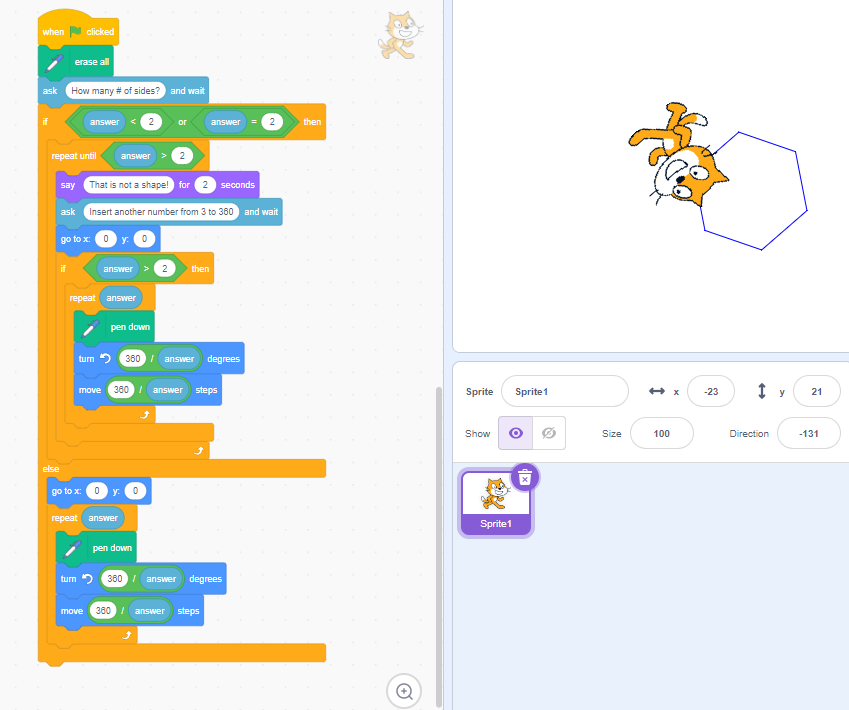 when clicked
erase all
ask How many # of sides? and wait
if answer < 2 or answer = 2 then
repeat until answer > 2
say That is not a shape! for 2 seconds
ask Insert another number from 3 to 360 and wait
go to x: 0 y: 0
if answer > 2 then
repeat answer
pen down
turn 360 / answer degrees
move 360 / answer steps
else
go to x: 0 y: 0
repeat answer
pen down
turn 360 / answer degrees
move 360 / answer steps
Sprite Sprite1 x -23 y 21
Show Size 100 Direction -131
Sprite1